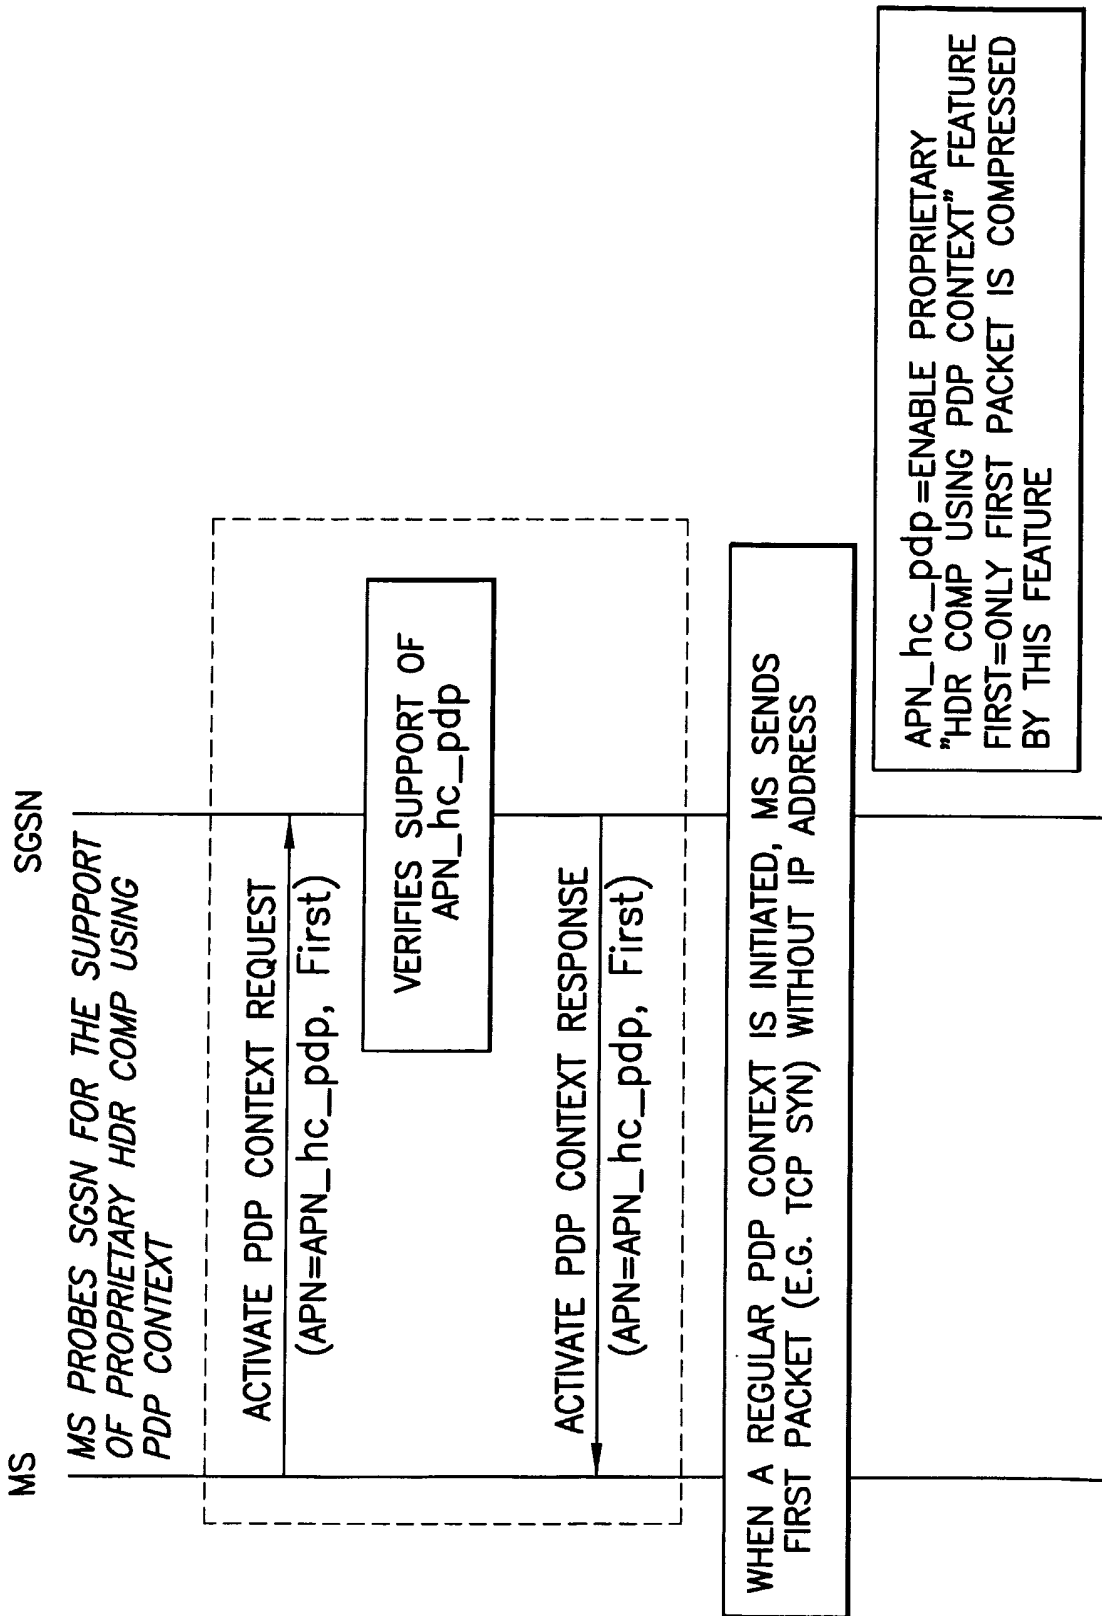 MS
SGSN
MS PROBES SGSN FOR THE SUPPORT
OF PROPRIETARY HDR COMP USING
PDP CONTEXT
ACTIVATE PDP CONTEXT REQUEST
(APN=APN_hc_pdp, First)
VERIFIES SUPPORT OF
APN_hc_pdp
ACTIVATE PDP CONTEXT RESPONSE
(APN=APN_hc_pdp, First)
WHEN A REGULAR PDP CONTEXT IS INITIATED, MS SENDS
FIRST PACKET (E.G. TCP SYN) WITHOUT IP ADDRESS
APN_hc_pdp=ENABLE PROPRIETARY
"HDR COMP USING PDP CONTEXT" FEATURE
FIRST=ONLY FIRST PACKET IS COMPRESSED
BY THIS FEATURE